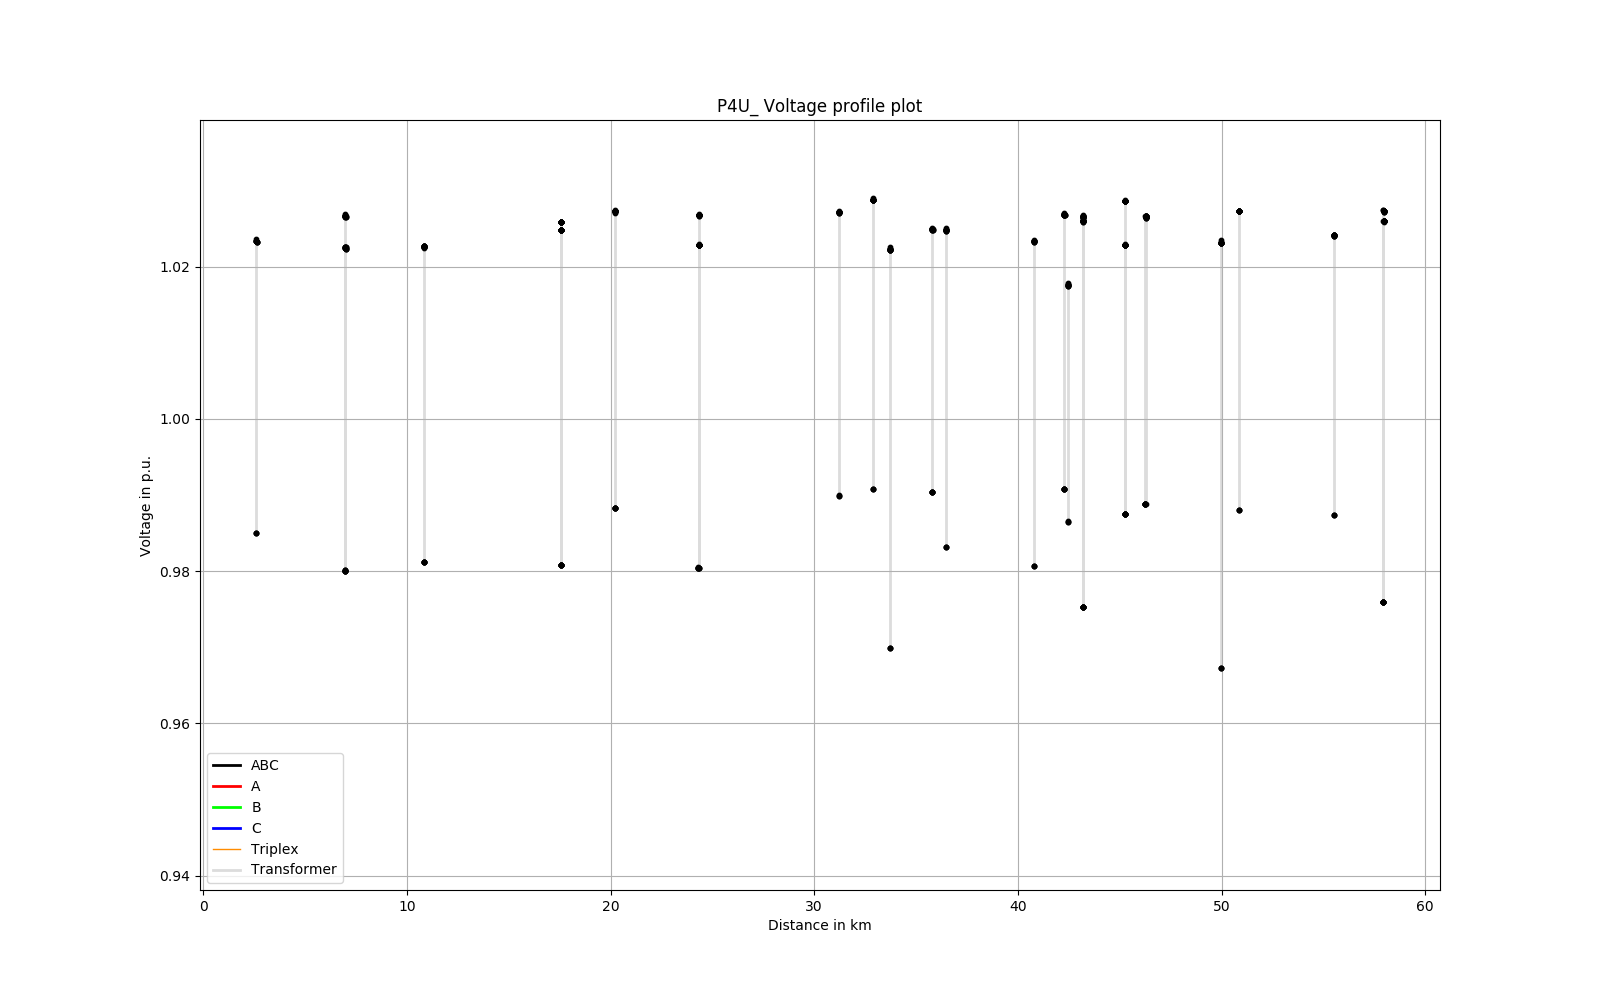 P4U_ Voltage profile plot
1.02
1.00
0.98
0.96
0.94
Voltage in p.u.
ABC
A
B
C
Triplex
Transformer
0 10 20 30 40 50 60
Distance in km